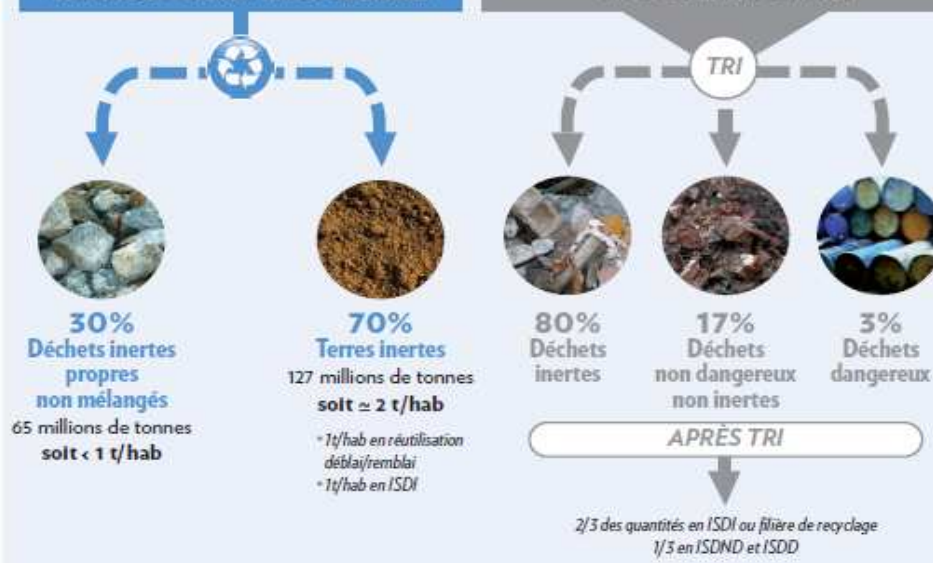 TRI
30%
Déchets inertes
propres
non mélangés
65 millions de tonnes
soit < 1 t/hab
70%
Terres inertes
127 millions de tonnes
soit ≃ 2 t/hab
• 1t/hab en réutilisation
déblai/remblai
• 1t/hab en ISDI
80%
Déchets
inertes
17%
Déchets
non dangereux
non inertes
3%
Déchets
dangereux
APRÈS TRI
2/3 des quantités en ISDI ou filière de recyclage
1/3 en ISDND et ISDD